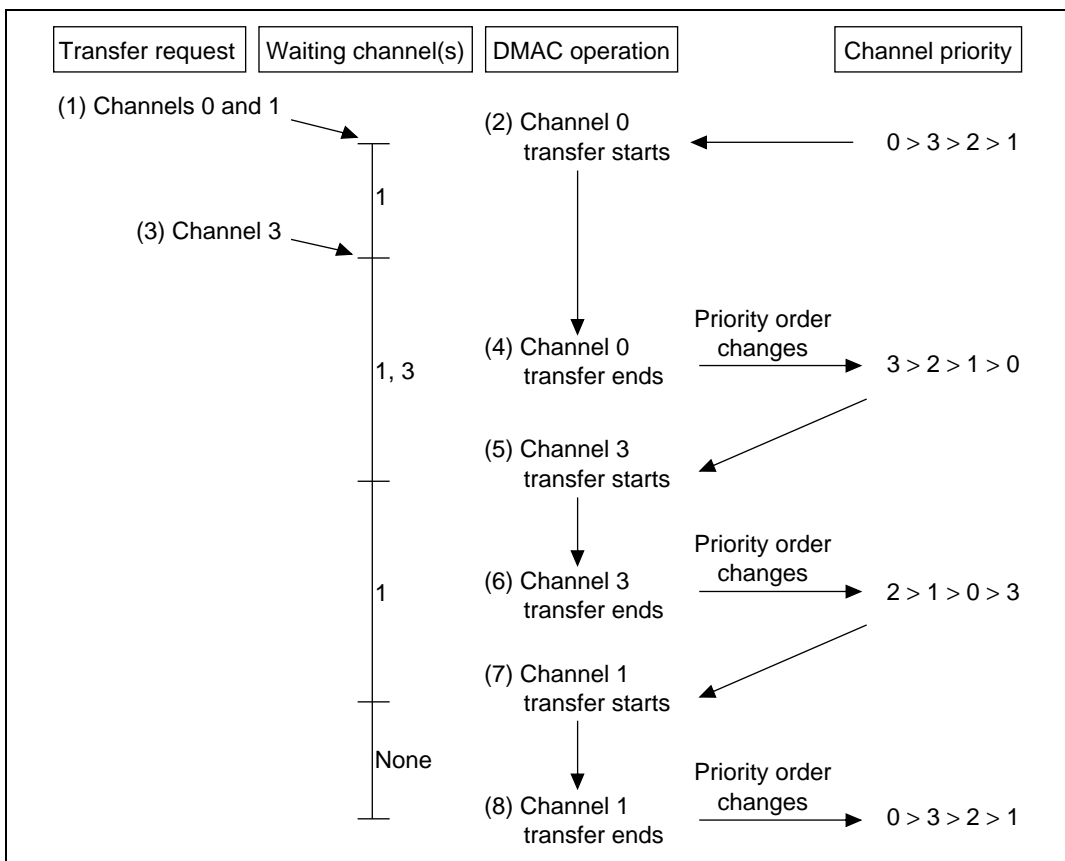 Transfer request
Waiting channel(s)
DMAC operation
Channel priority
(1) Channels 0 and 1
(2) Channel 0
transfer starts
0 > 3 > 2 > 1
1
(3) Channel 3
1, 3
(4) Channel 0
transfer ends
Priority order
changes
3 > 2 > 1 > 0
(5) Channel 3
transfer starts
1
(6) Channel 3
transfer ends
Priority order
changes
2 > 1 > 0 > 3
(7) Channel 1
transfer starts
None
(8) Channel 1
transfer ends
Priority order
changes
0 > 3 > 2 > 1